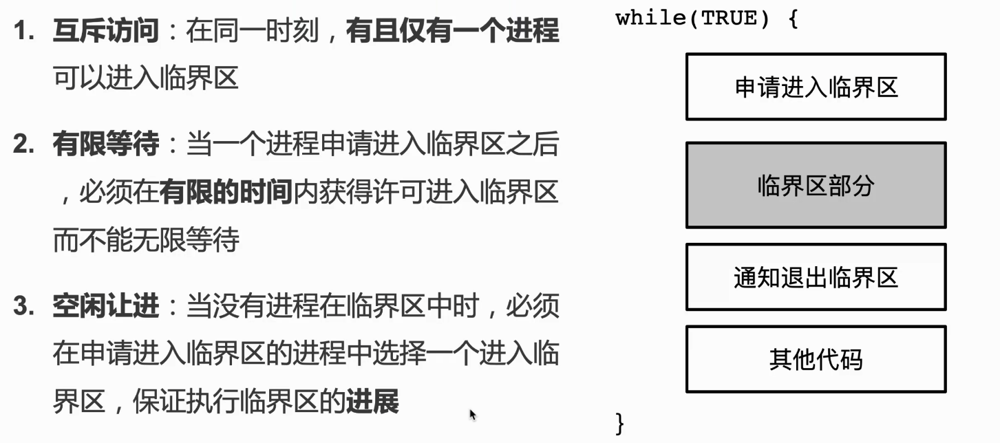 1. 互斥访问：在同一时刻，有且仅有一个进程
可以进入临界区
2. 有限等待：当一个进程申请进入临界区之后
，必须在有限的时间内获得许可进入临界区
而不能无限等待
3. 空闲让进：当没有进程在临界区中时，必须
在申请进入临界区的进程中选择一个进入临
界区，保证执行临界区的进展
while(TRUE) {
申请进入临界区
临界区部分
通知退出临界区
其他代码
}